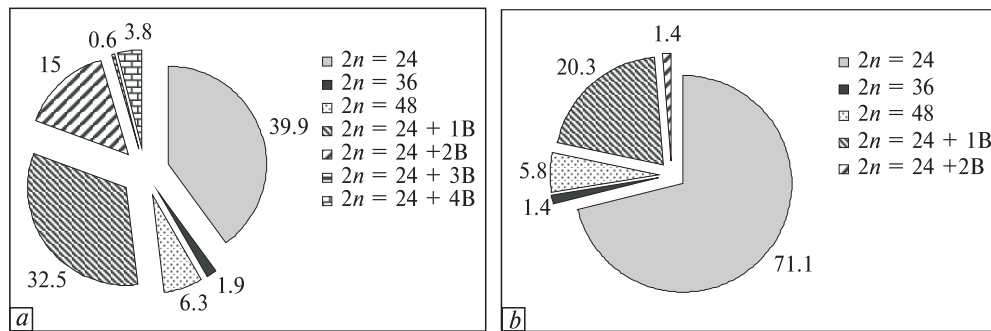 0.6 3.8
15
39.9
32.5
6.3
1.9
2n = 24
2n = 36
2n = 48
2n = 24 + 1B
2n = 24 +2B
2n = 24 + 3B
2n = 24 + 4B
a
1.4
20.3
5.8
1.4
71.1
2n = 24
2n = 36
2n = 48
2n = 24 + 1B
2n = 24 +2B
b